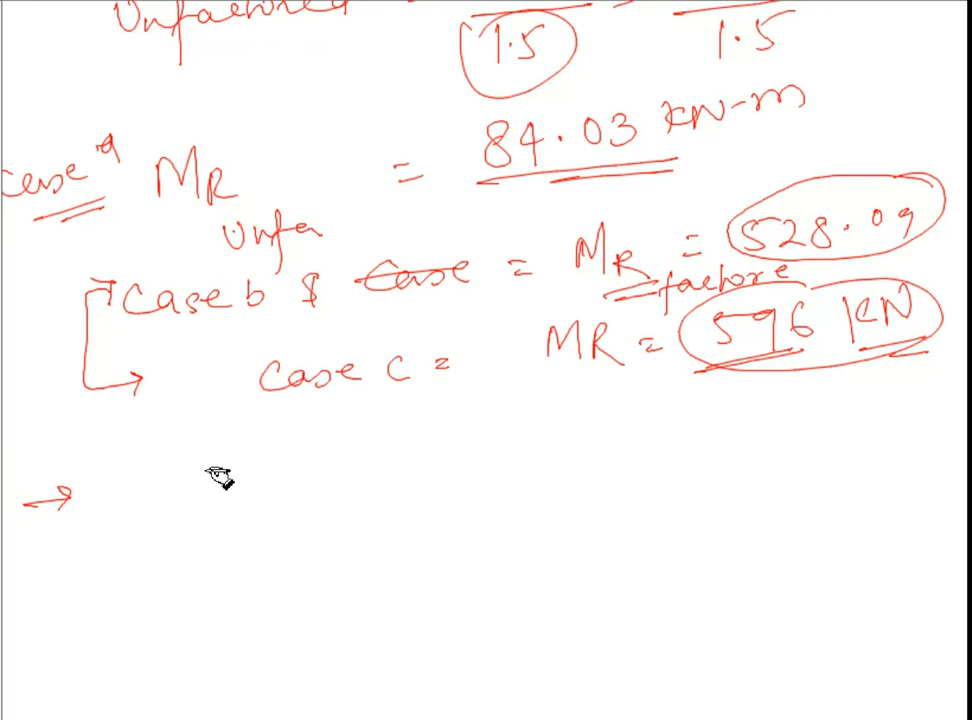 Unfactored = 1.5 1.5
case a MR = 84.03 KN-m
Unfa
case b $ Case = MR = 528.09
factore
case c = MR = 596 KN